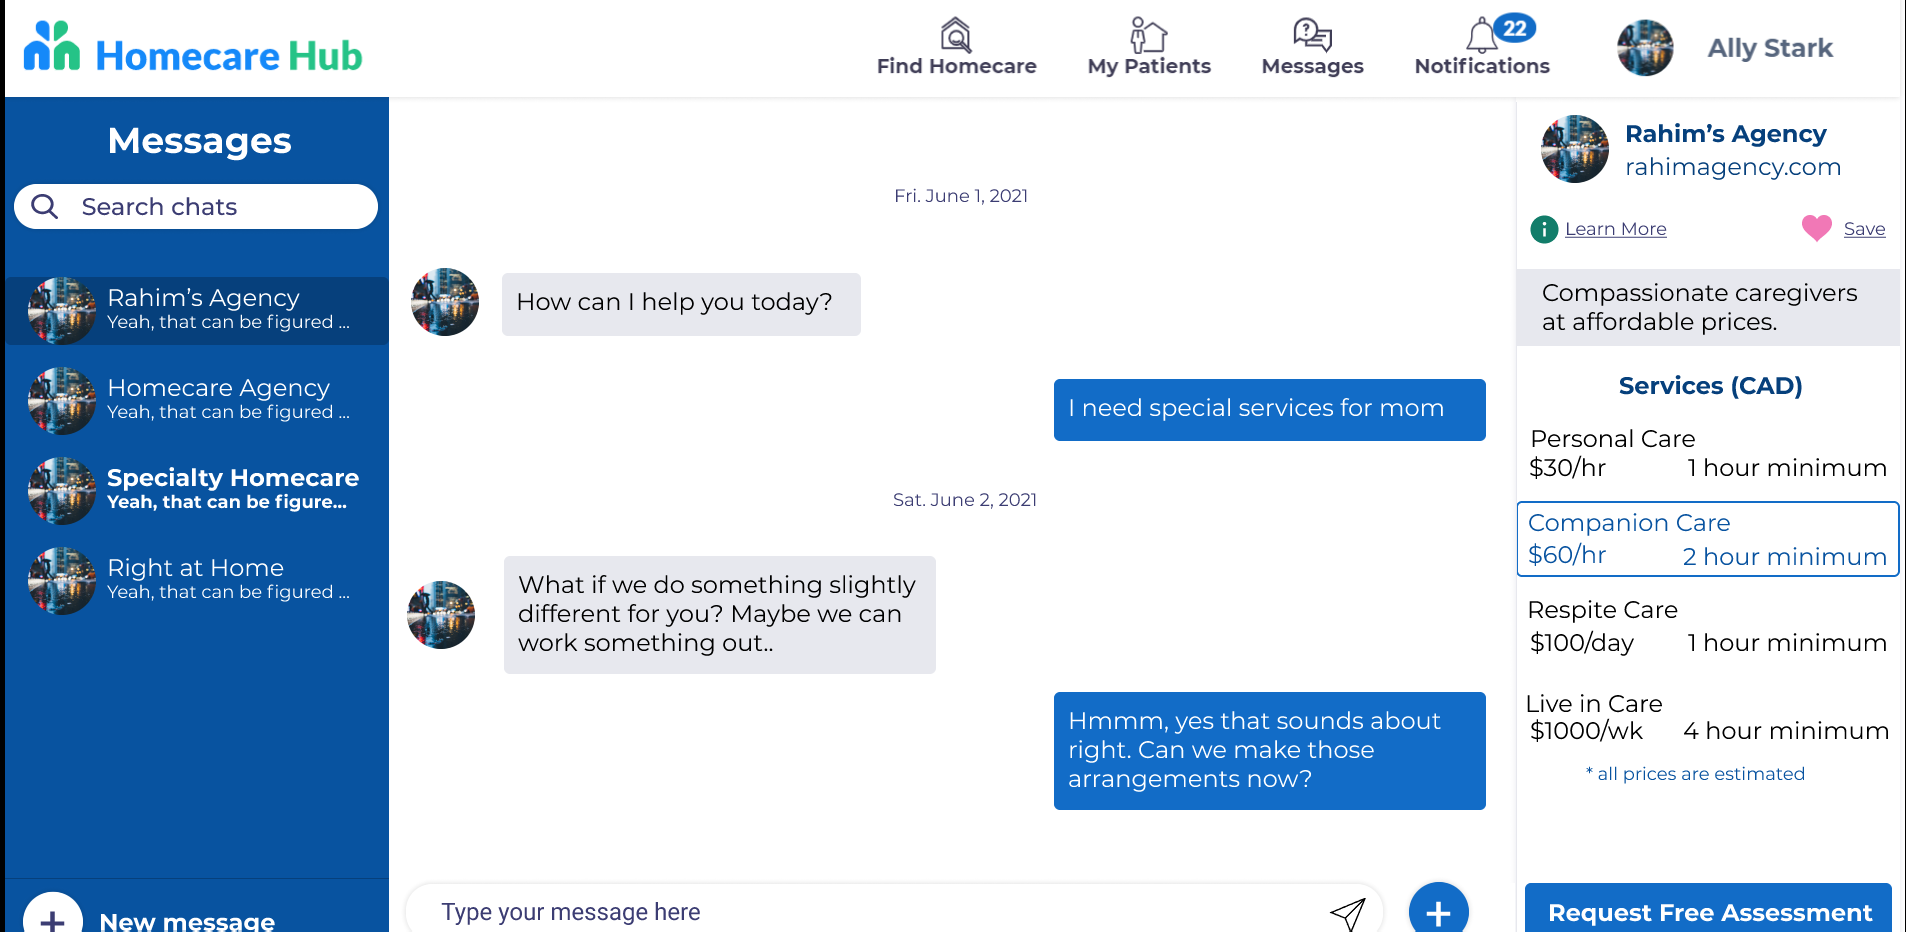 Homecare Hub
Find Homecare
My Patients
Messages
22
Notifications
Ally Stark
Messages
Search chats
Rahim’s Agency
Yeah, that can be figured ...
Homecare Agency
Yeah, that can be figured ...
Specialty Homecare
Yeah, that can be figure...
Right at Home
Yeah, that can be figured ...
New message
Fri. June 1, 2021
How can I help you today?
I need special services for mom
Sat. June 2, 2021
What if we do something slightly
different for you? Maybe we can
work something out..
Hmmm, yes that sounds about
right. Can we make those
arrangements now?
Type your message here
Rahim’s Agency
rahimagency.com
Learn More
Save
Compassionate caregivers
at affordable prices.
Services (CAD)
Personal Care
$30/hr 1 hour minimum
Companion Care
$60/hr 2 hour minimum
Respite Care
$100/day 1 hour minimum
Live in Care
$1000/wk 4 hour minimum
* all prices are estimated
Request Free Assessment